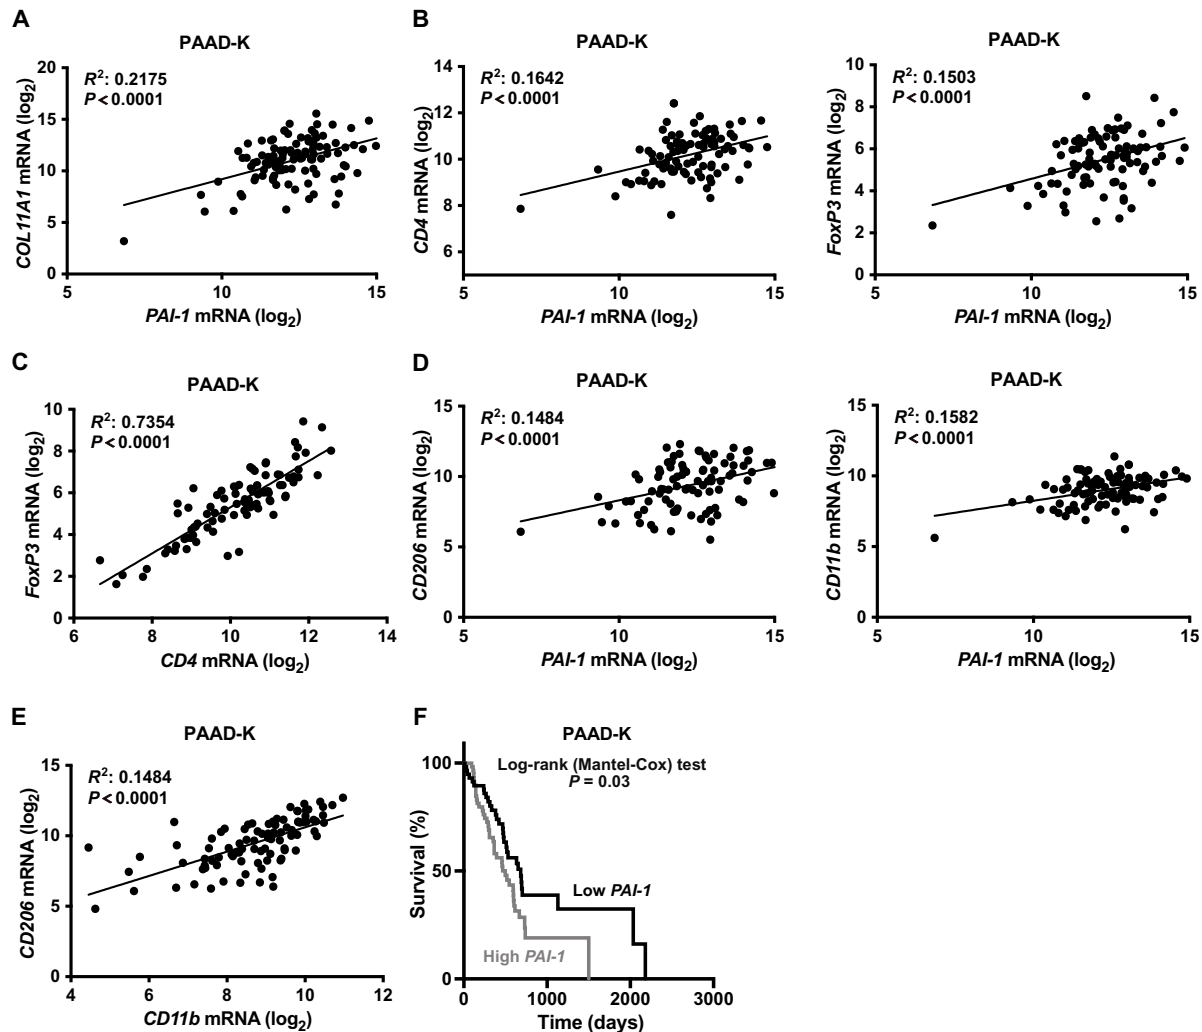 A
PAAD-K
R²: 0.2175
P < 0.0001
COL11A1 mRNA (log₂)
20
15
10
5
0
5
10
15
PAI-1 mRNA (log₂)
B
PAAD-K
R²: 0.1642
P < 0.0001
CD4 mRNA (log₂)
14
12
10
8
6
5
10
15
PAI-1 mRNA (log₂)
PAAD-K
R²: 0.1503
P < 0.0001
FoxP3 mRNA (log₂)
10
8
6
4
2
0
5
10
15
PAI-1 mRNA (log₂)
C
PAAD-K
R²: 0.7354
P < 0.0001
FoxP3 mRNA (log₂)
10
8
6
4
2
0
6
8
10
12
14
CD4 mRNA (log₂)
D
PAAD-K
R²: 0.1484
P < 0.0001
CD206 mRNA (log₂)
15
10
5
0
5
10
15
PAI-1 mRNA (log₂)
PAAD-K
R²: 0.1582
P < 0.0001
CD11b mRNA (log₂)
15
10
5
0
5
10
15
PAI-1 mRNA (log₂)
E
PAAD-K
R²: 0.1484
P < 0.0001
CD206 mRNA (log₂)
15
10
5
0
4
6
8
10
12
CD11b mRNA (log₂)
F
PAAD-K
Log-rank (Mantel-Cox) test
P = 0.03
Survival (%)
100
50
0
Low PAI-1
High PAI-1
0
1000
2000
3000
Time (days)